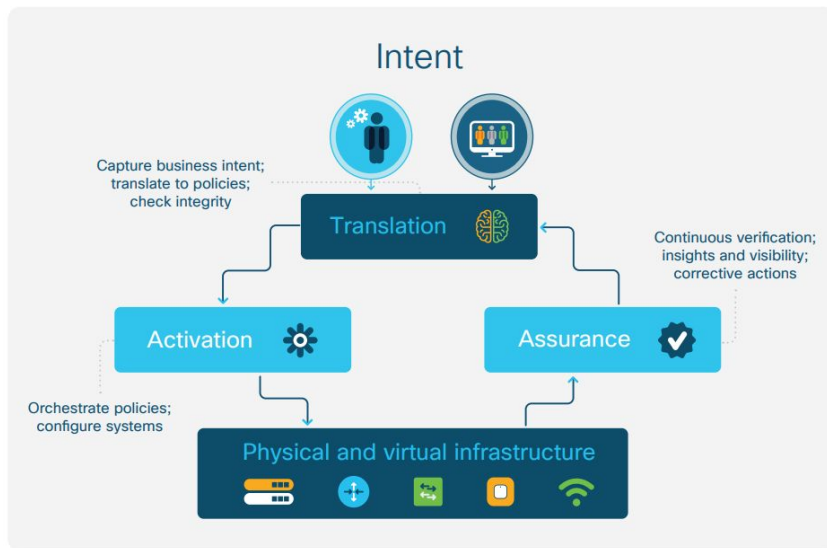 Intent
Capture business intent;
translate to policies;
check integrity
Translation
Continuous verification;
insights and visibility;
corrective actions
Activation
Assurance
Orchestrate policies;
configure systems
Physical and virtual infrastructure